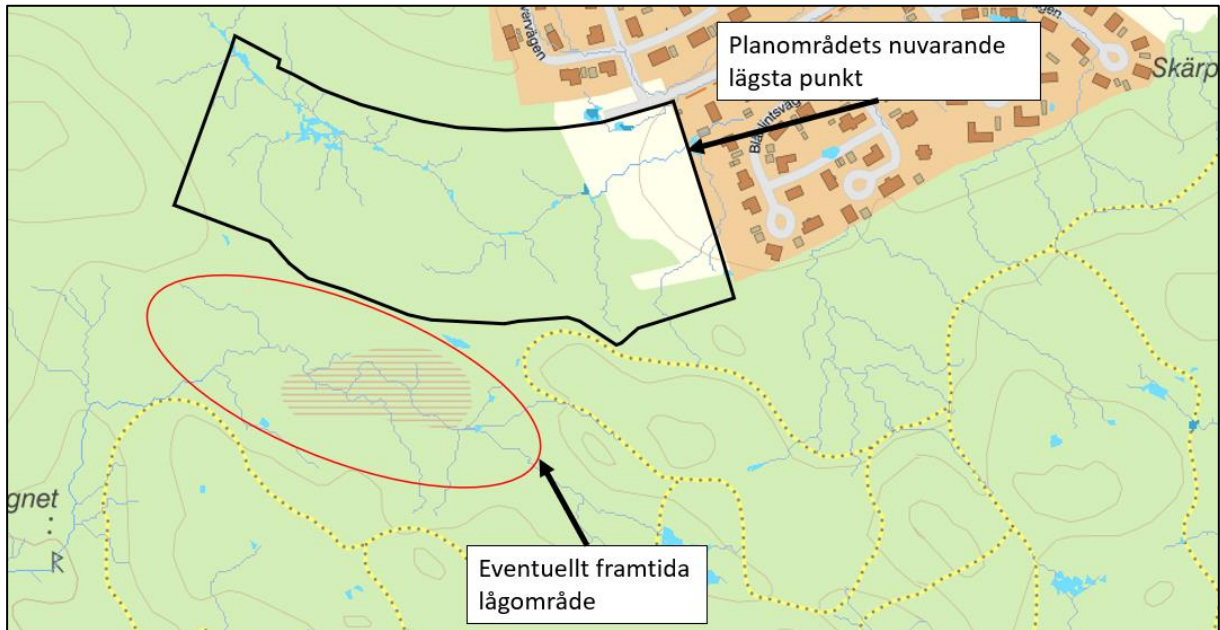 Planområdets nuvarande
lägsta punkt
Skärp
gnet
Eventuellt framtida
lågområde